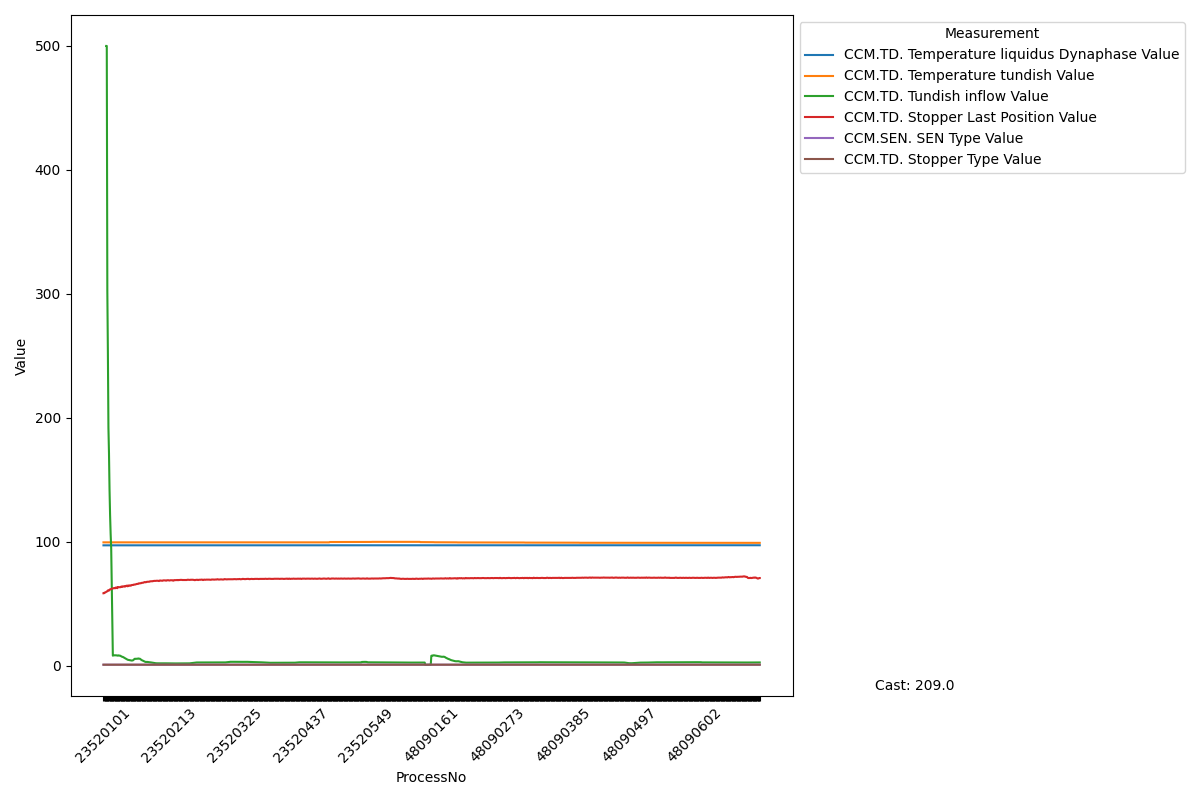 Measurement
CCM.TD. Temperature liquidus Dynaphase Value
CCM.TD. Temperature tundish Value
CCM.TD. Tundish inflow Value
CCM.TD. Stopper Last Position Value
CCM.SEN. SEN Type Value
CCM.TD. Stopper Type Value
500
400
300
200
100
0
Value
23520101
23520213
23520325
23520437
23520549
48090161
48090273
48090385
48090497
48090602
ProcessNo
Cast: 209.0